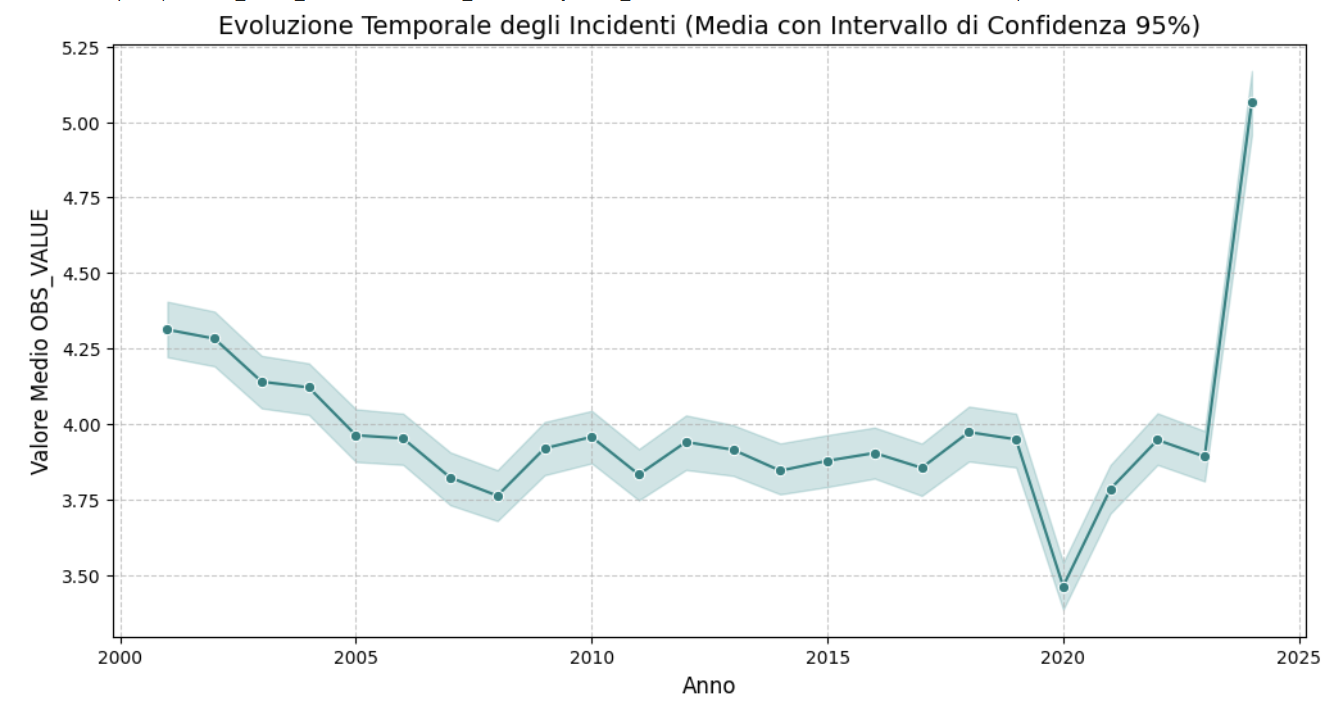 Evoluzione Temporale degli Incidenti (Media con Intervallo di Confidenza 95%)
5.25
5.00
4.75
4.50
4.25
4.00
3.75
3.50
Valore Medio OBS_VALUE
2000 2005 2010 2015 2020 2025
Anno